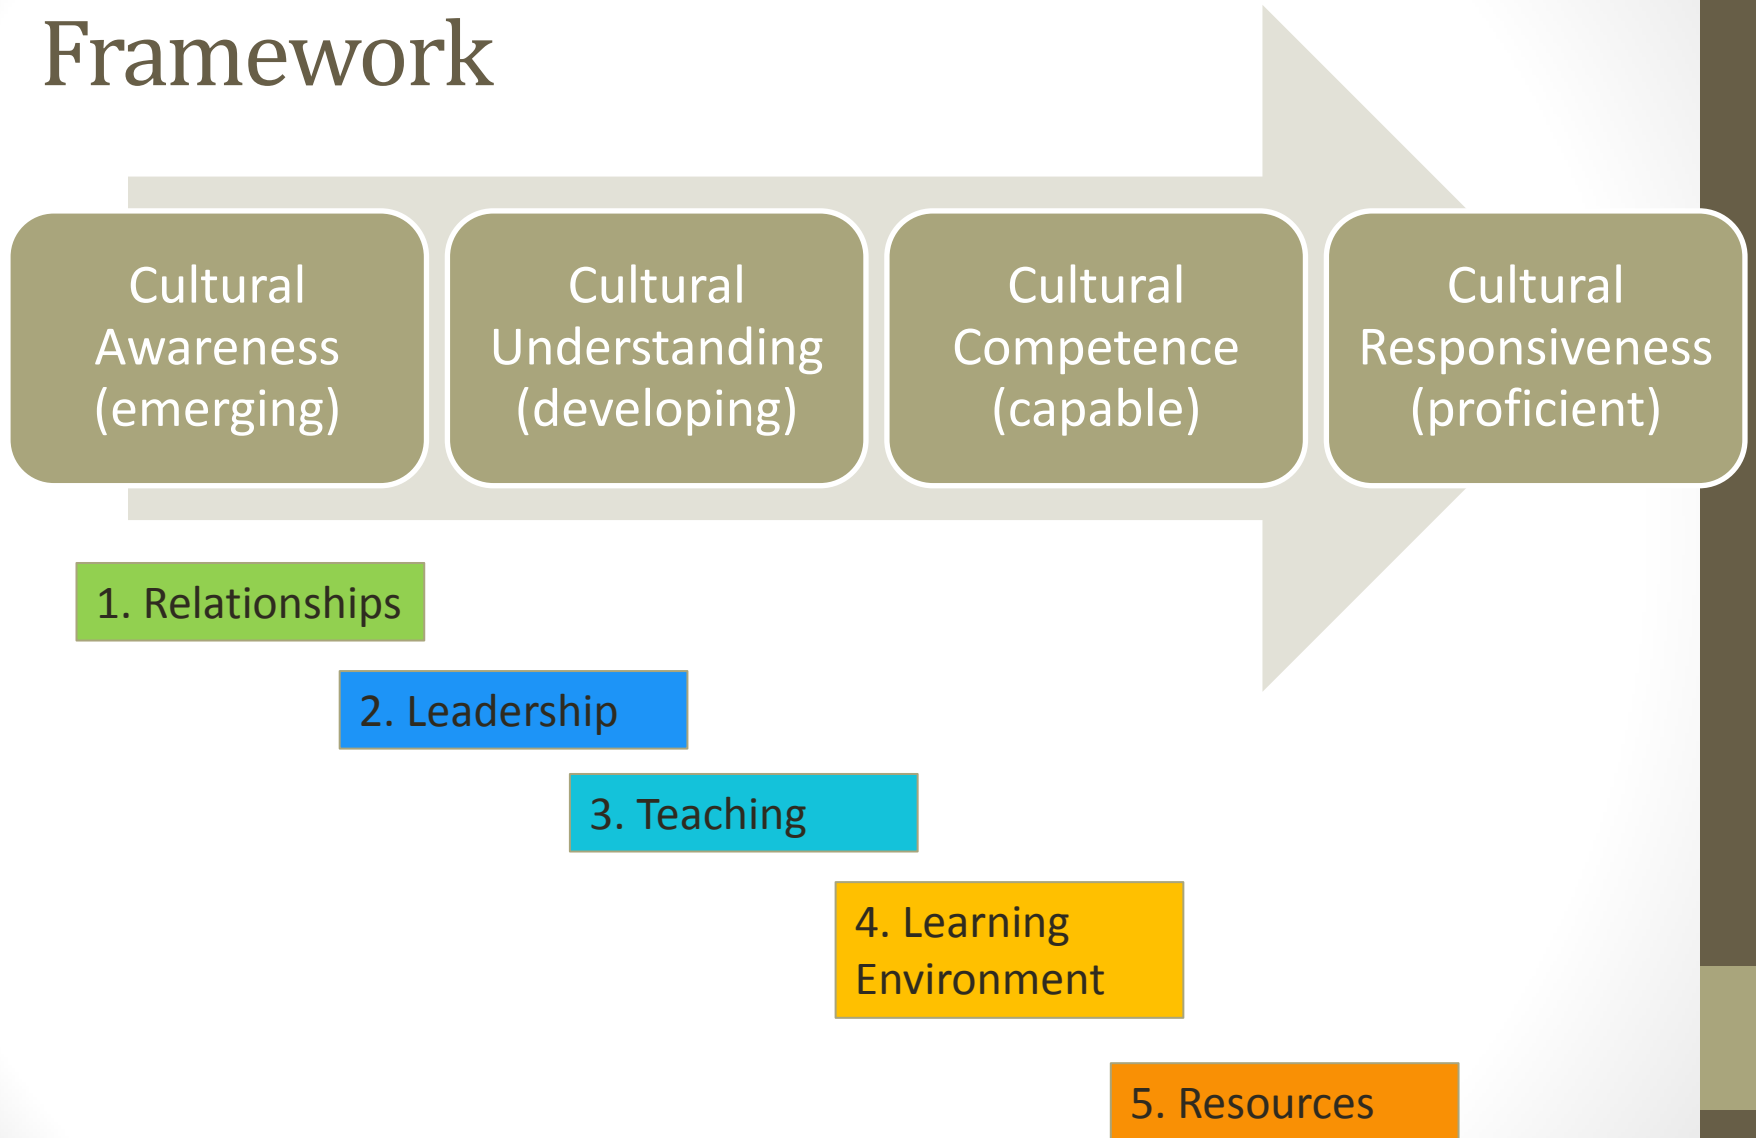 Framework
Cultural
Awareness
(emerging)
Cultural
Understanding
(developing)
Cultural
Competence
(capable)
Cultural
Responsiveness
(proficient)
1. Relationships
2. Leadership
3. Teaching
4. Learning
Environment
5. Resources